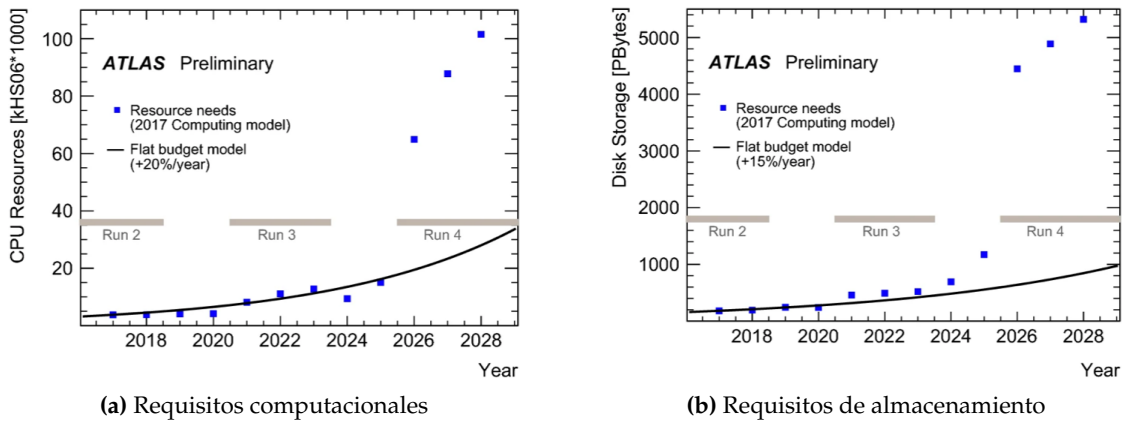 CPU Resources [kHS06*1000]
100
80
60
40
20
ATLAS Preliminary
Resource needs
(2017 Computing model)
Flat budget model
(+20%/year)
Run 2
Run 3
Run 4
2018 2020 2022 2024 2026 2028
Year
(a) Requisitos computacionales
Disk Storage [PBytes]
5000
4000
3000
2000
1000
ATLAS Preliminary
Resource needs
(2017 Computing model)
Flat budget model
(+15%/year)
Run 2
Run 3
Run 4
2018 2020 2022 2024 2026 2028
Year
(b) Requisitos de almacenamiento